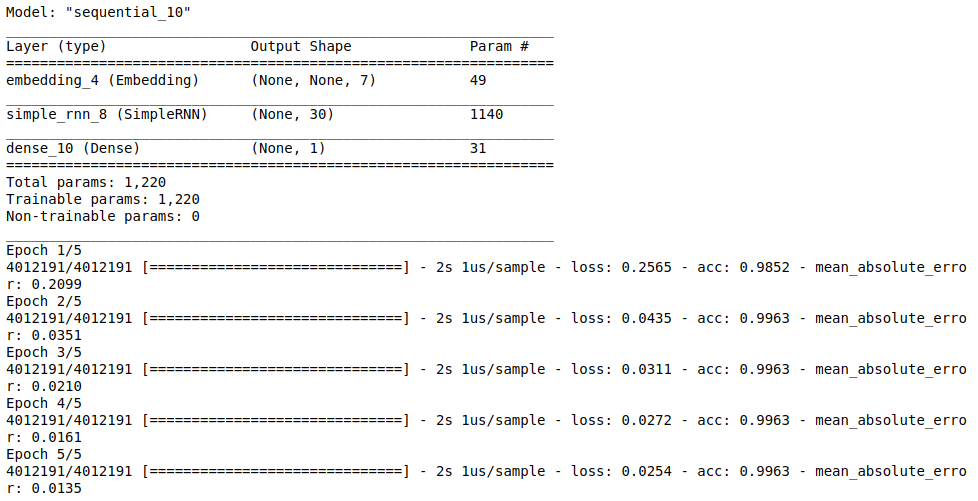 Model: "sequential_10"
_________________________________________________________________
Layer (type)                 Output Shape              Param #
=================================================================
embedding_4 (Embedding)      (None, None, 7)           49
_________________________________________________________________
simple_rnn_8 (SimpleRNN)     (None, 30)                1140
_________________________________________________________________
dense_10 (Dense)             (None, 1)                 31
=================================================================
Total params: 1,220
Trainable params: 1,220
Non-trainable params: 0
_________________________________________________________________
Epoch 1/5
4012191/4012191 [==============================] - 2s 1us/sample - loss: 0.2565 - acc: 0.9852 - mean_absolute_erro
r: 0.2099
Epoch 2/5
4012191/4012191 [==============================] - 2s 1us/sample - loss: 0.0435 - acc: 0.9963 - mean_absolute_erro
r: 0.0351
Epoch 3/5
4012191/4012191 [==============================] - 2s 1us/sample - loss: 0.0311 - acc: 0.9963 - mean_absolute_erro
r: 0.0210
Epoch 4/5
4012191/4012191 [==============================] - 2s 1us/sample - loss: 0.0272 - acc: 0.9963 - mean_absolute_erro
r: 0.0161
Epoch 5/5
4012191/4012191 [==============================] - 2s 1us/sample - loss: 0.0254 - acc: 0.9963 - mean_absolute_erro
r: 0.0135